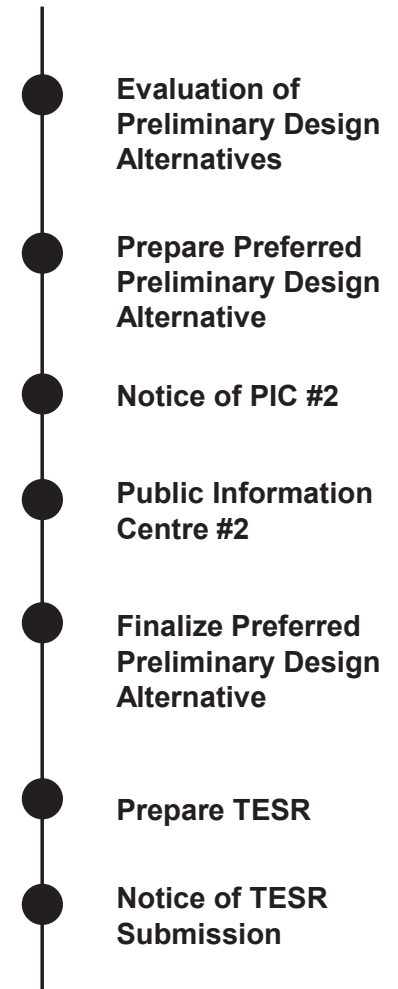 Evaluation of
Preliminary Design
Alternatives
Prepare Preferred
Preliminary Design
Alternative
Notice of PIC #2
Public Information
Centre #2
Finalize Preferred
Preliminary Design
Alternative
Prepare TESR
Notice of TESR
Submission